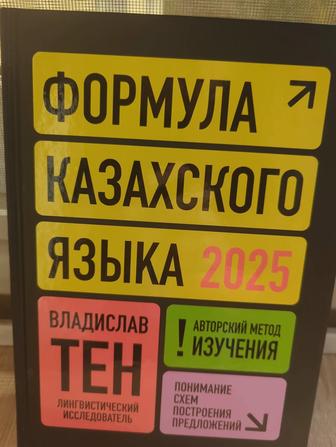 ФОРМУЛА
КАЗАХСКОГО
ЯЗЫКА 2025
ВЛАДИСЛАВ
ТЕН
ЛИНГВИСТИЧЕСКИЙ
ИССЛЕДОВАТЕЛЬ
! АВТОРСКИЙ МЕТОД
ИЗУЧЕНИЯ
ПОНИМАНИЕ
СХЕМ
ПОСТРОЕНИЯ
ПРЕДЛОЖЕНИЙ